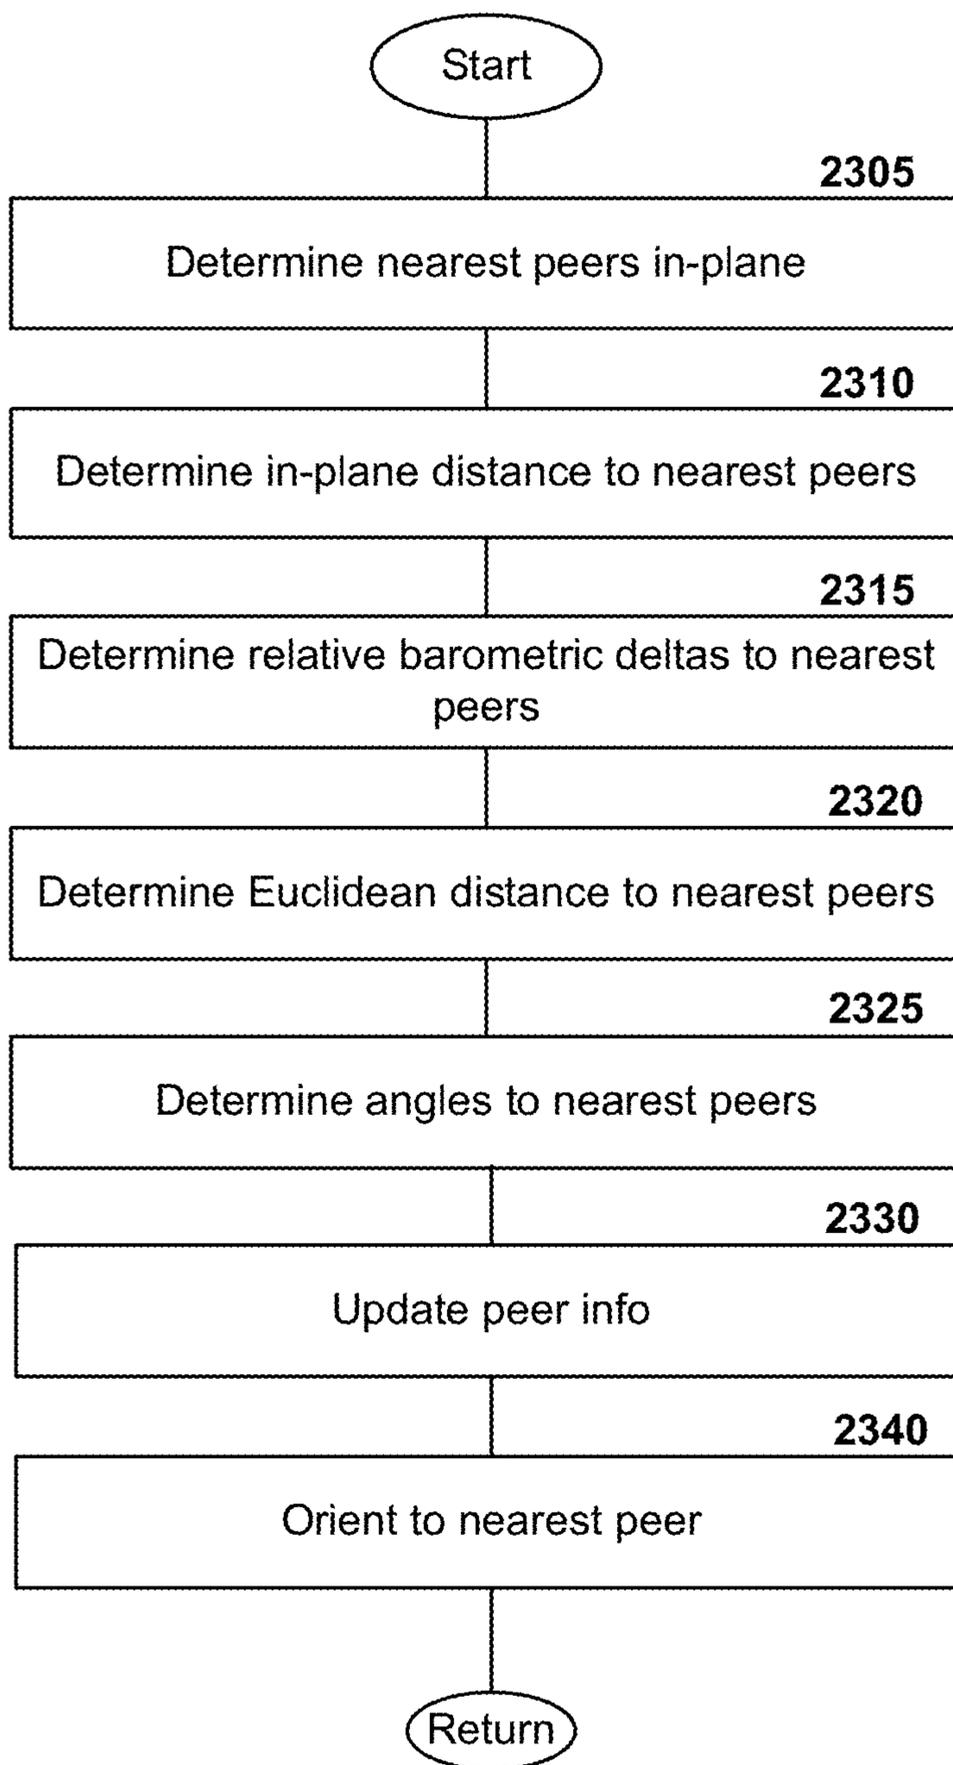 Start
2305
Determine nearest peers in-plane
2310
Determine in-plane distance to nearest peers
2315
Determine relative barometric deltas to nearest
peers
2320
Determine Euclidean distance to nearest peers
2325
Determine angles to nearest peers
2330
Update peer info
2340
Orient to nearest peer
Return